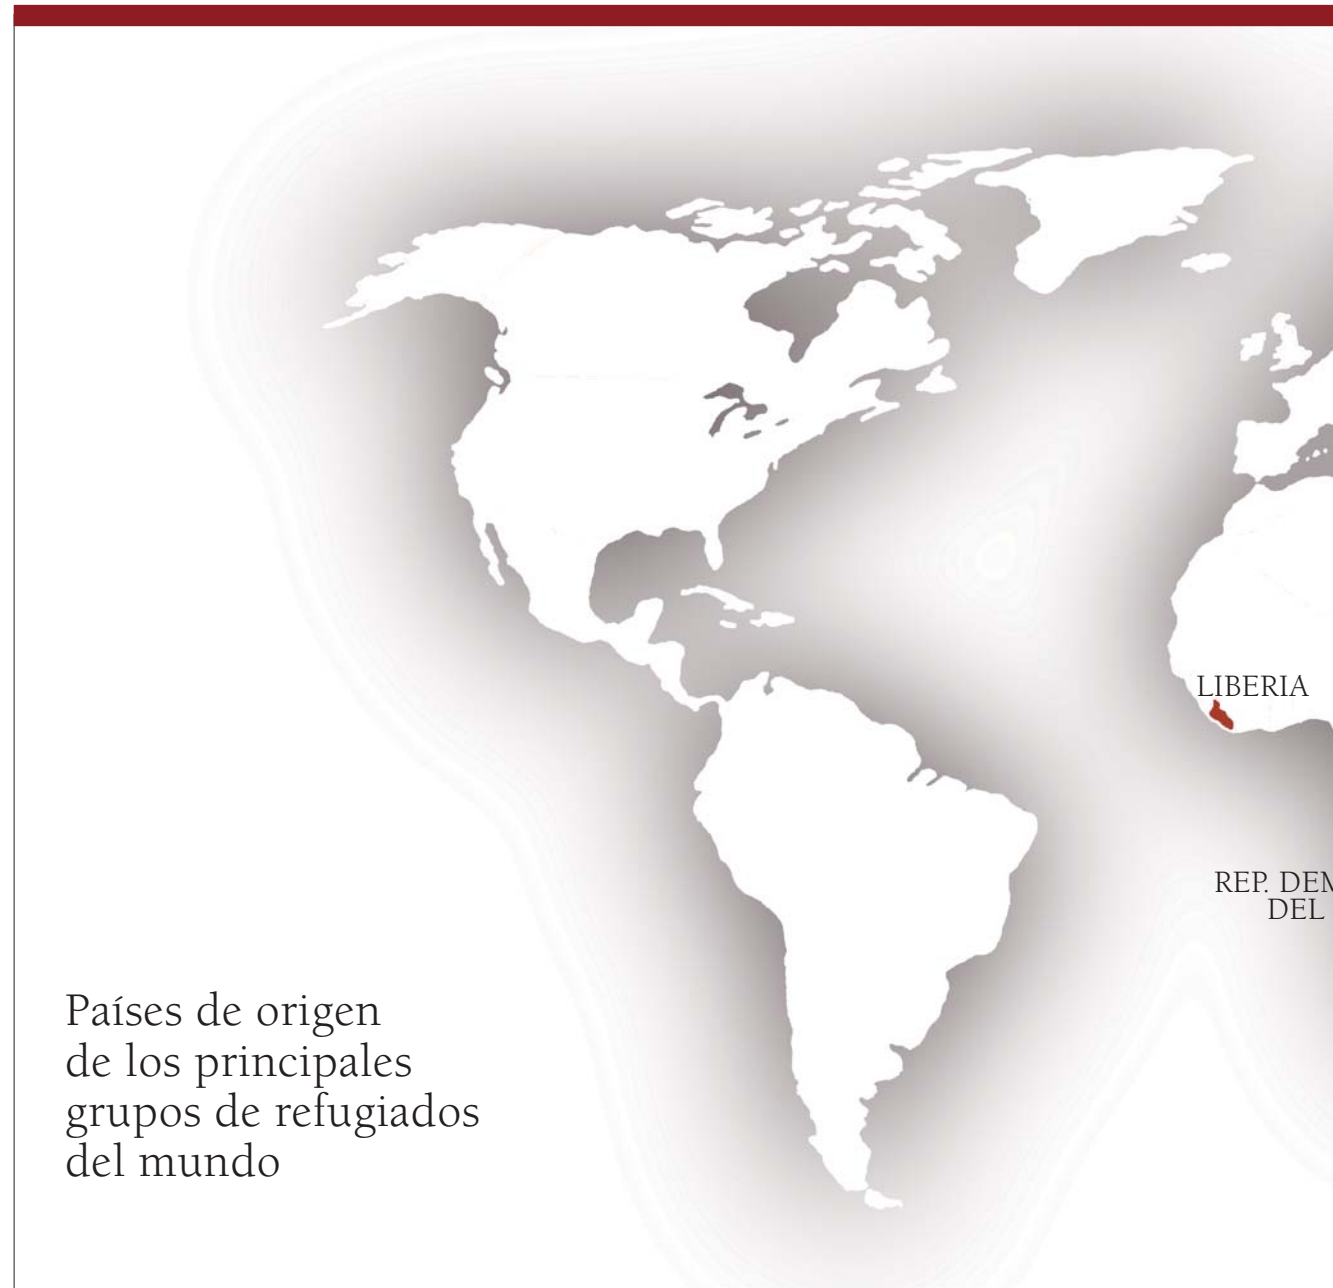 LIBERIA
REP. DEM
DEL
Países de origen
de los principales
grupos de refugiados
del mundo